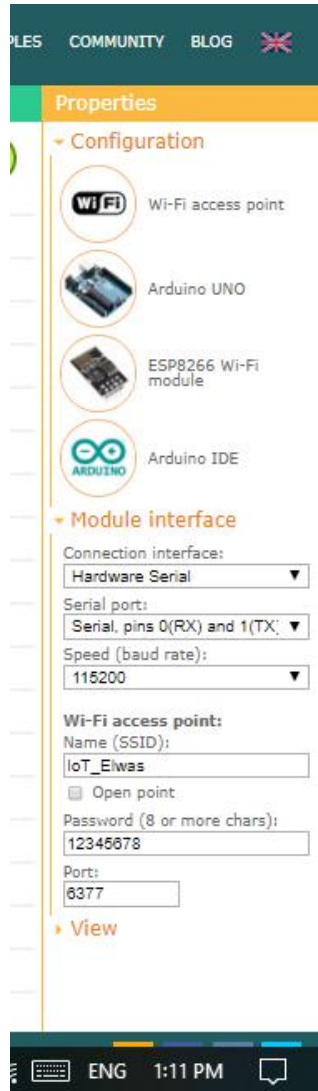 PLES COMMUNITY BLOG
Properties
Configuration
WiFi
Wi-Fi access point
Arduino UNO
ESP8266 Wi-Fi
module
ARDUINO
Arduino IDE
Module interface
Connection interface:
Hardware Serial
Serial port:
Serial, pins 0(RX) and 1(TX)
Speed (baud rate):
115200
Wi-Fi access point:
Name (SSID):
IoT_Elwas
Open point
Password (8 or more chars):
12345678
Port:
6377
View
ENG 1:11 PM